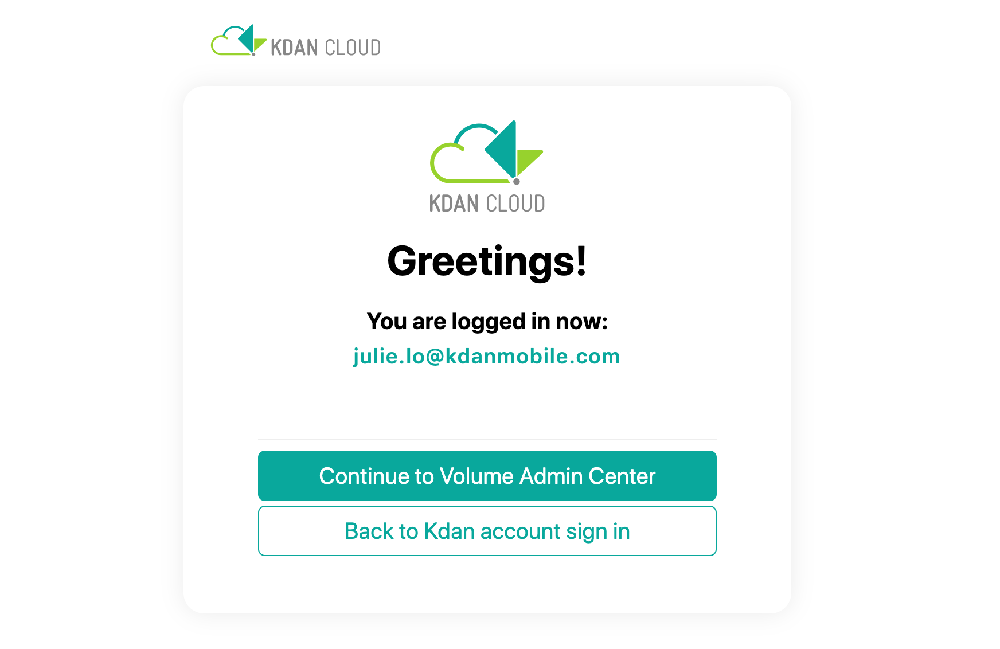 KDAN CLOUD
KDAN CLOUD
Greetings!
You are logged in now:
julie.lo@kdanmobile.com
Continue to Volume Admin Center
Back to Kdan account sign in